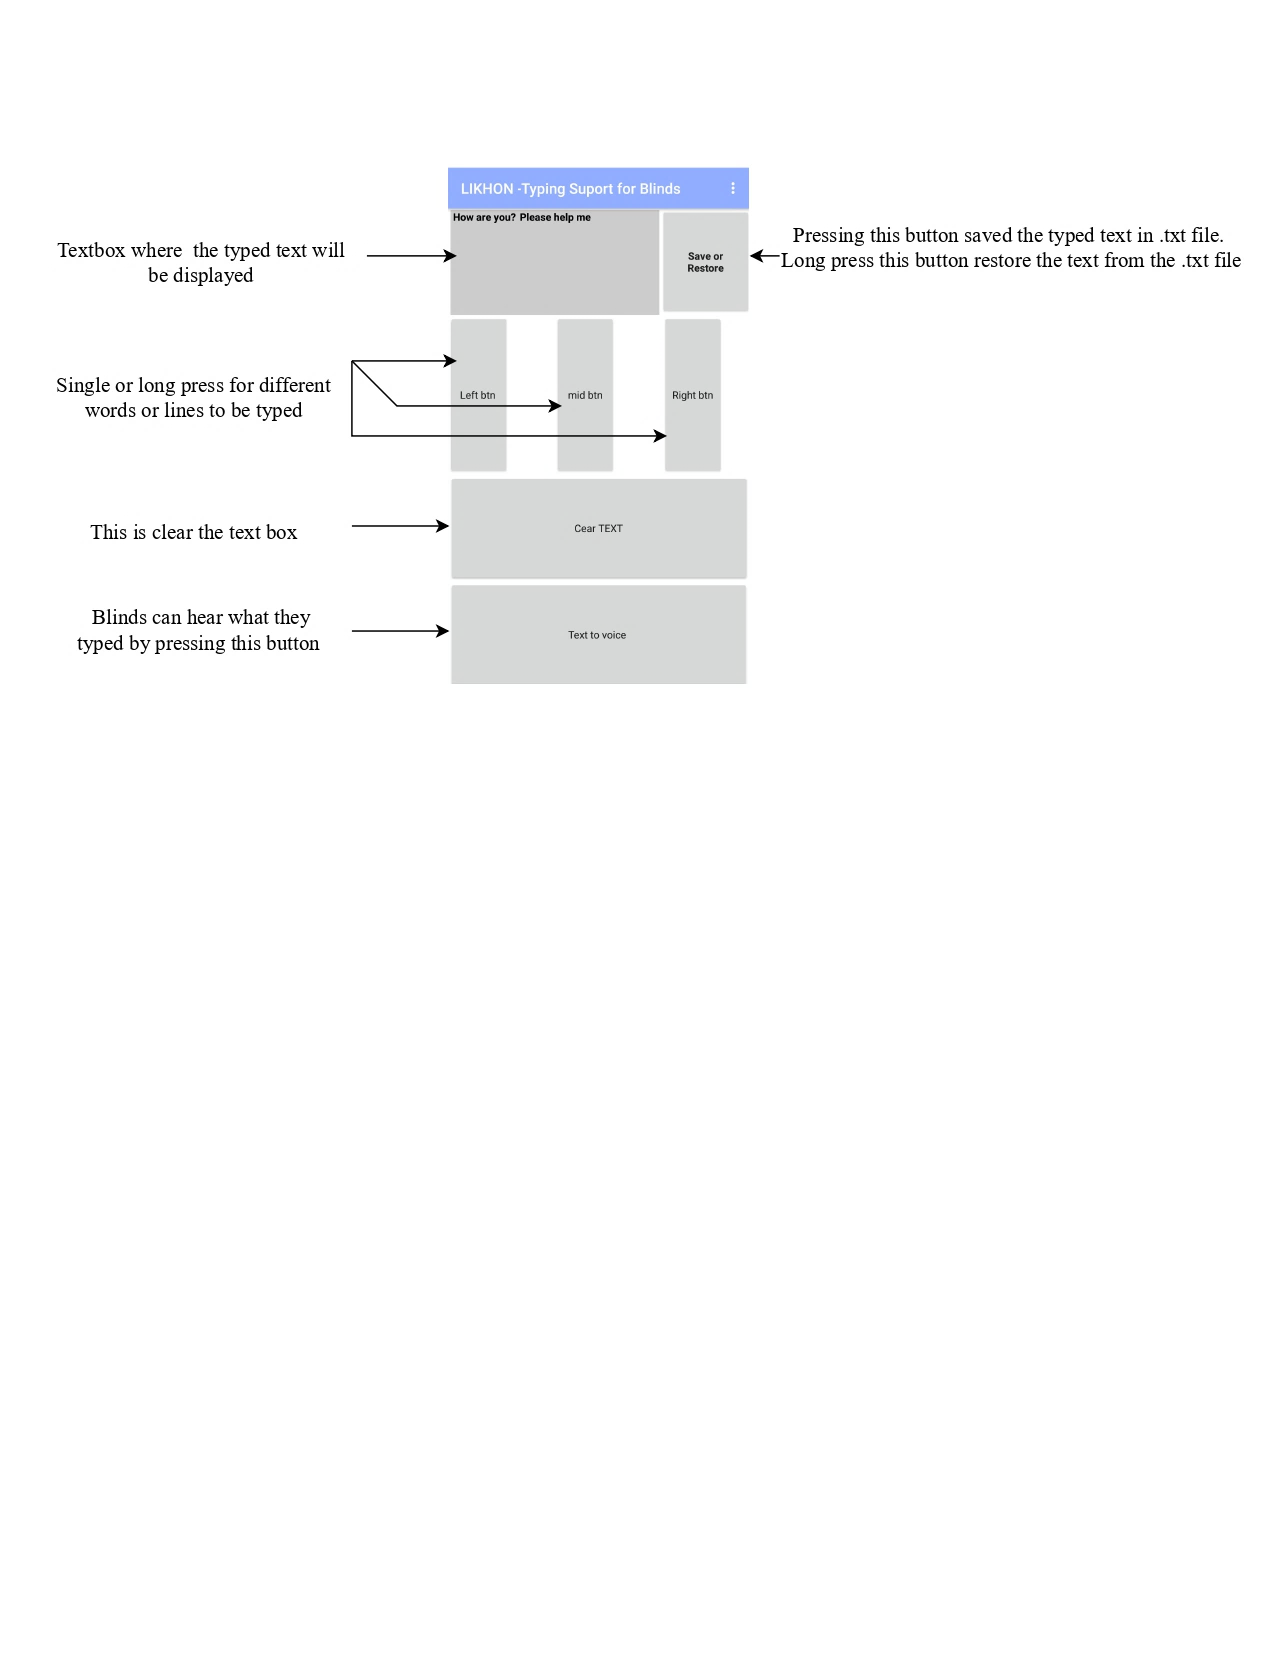 LIKHON -Typing Suport for Blinds
How are you? Please help me
Textbox where the typed text will
be displayed
Save or
Restore
Pressing this button saved the typed text in .txt file.
Long press this button restore the text from the .txt file
Single or long press for different
words or lines to be typed
Left btn
mid btn
Right btn
This is clear the text box
Cear TEXT
Blinds can hear what they
typed by pressing this button
Text to voice